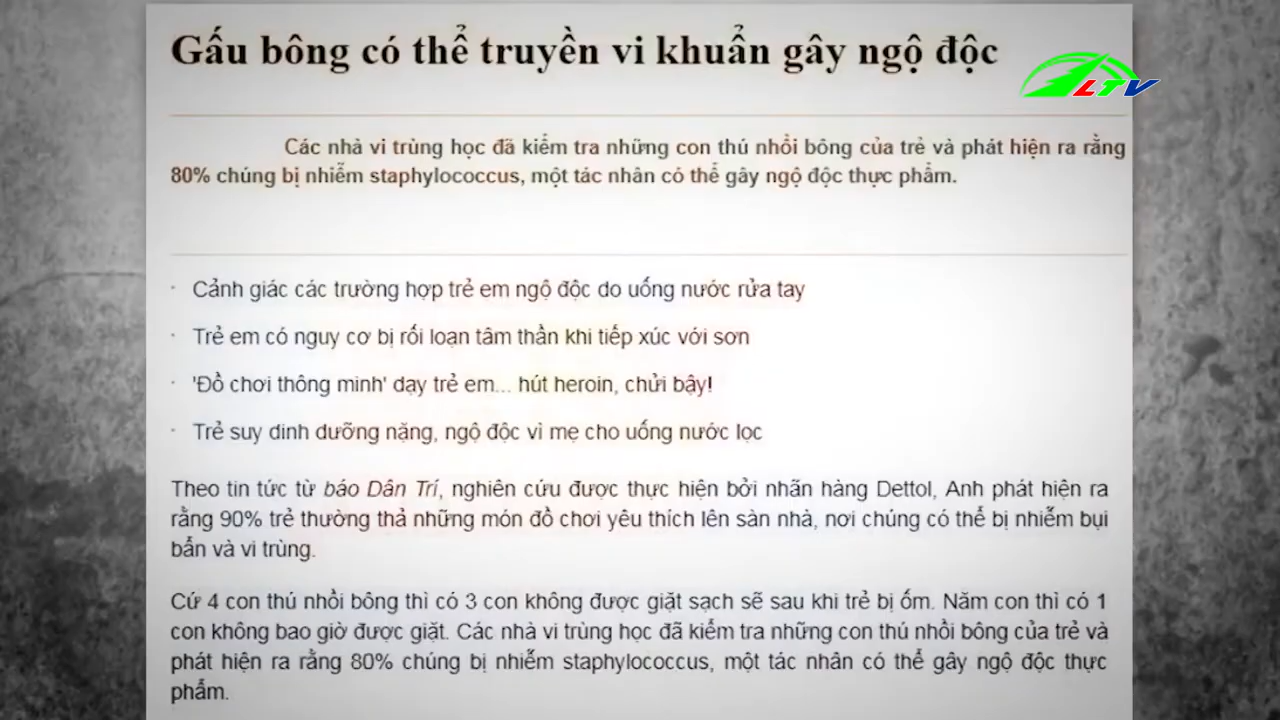 Gấu bông có thể truyền vi khuẩn gây ngộ độc
LTV
Các nhà vi trùng học đã kiểm tra những con thú nhồi bông của trẻ và phát hiện ra rằng
80% chúng bị nhiễm staphylococcus, một tác nhân có thể gây ngộ độc thực phẩm.
· Cảnh giác các trường hợp trẻ em ngộ độc do uống nước rửa tay
· Trẻ em có nguy cơ bị rối loạn tâm thần khi tiếp xúc với sơn
· 'Đồ chơi thông minh' dạy trẻ em... hút heroin, chửi bậy!
· Trẻ suy dinh dưỡng nặng, ngộ độc vì mẹ cho uống nước lọc
Theo tin tức từ báo Dân Trí, nghiên cứu được thực hiện bởi nhãn hàng Dettol, Anh phát hiện ra
rằng 90% trẻ thường thả những món đồ chơi yêu thích lên sàn nhà, nơi chúng có thể bị nhiễm bụi
bẩn và vi trùng.
Cứ 4 con thú nhồi bông thì có 3 con không được giặt sạch sẽ sau khi trẻ bị ốm. Năm con thì có 1
con không bao giờ được giặt. Các nhà vi trùng học đã kiểm tra những con thú nhồi bông của trẻ và
phát hiện ra rằng 80% chúng bị nhiễm staphylococcus, một tác nhân có thể gây ngộ độc thực
phẩm.